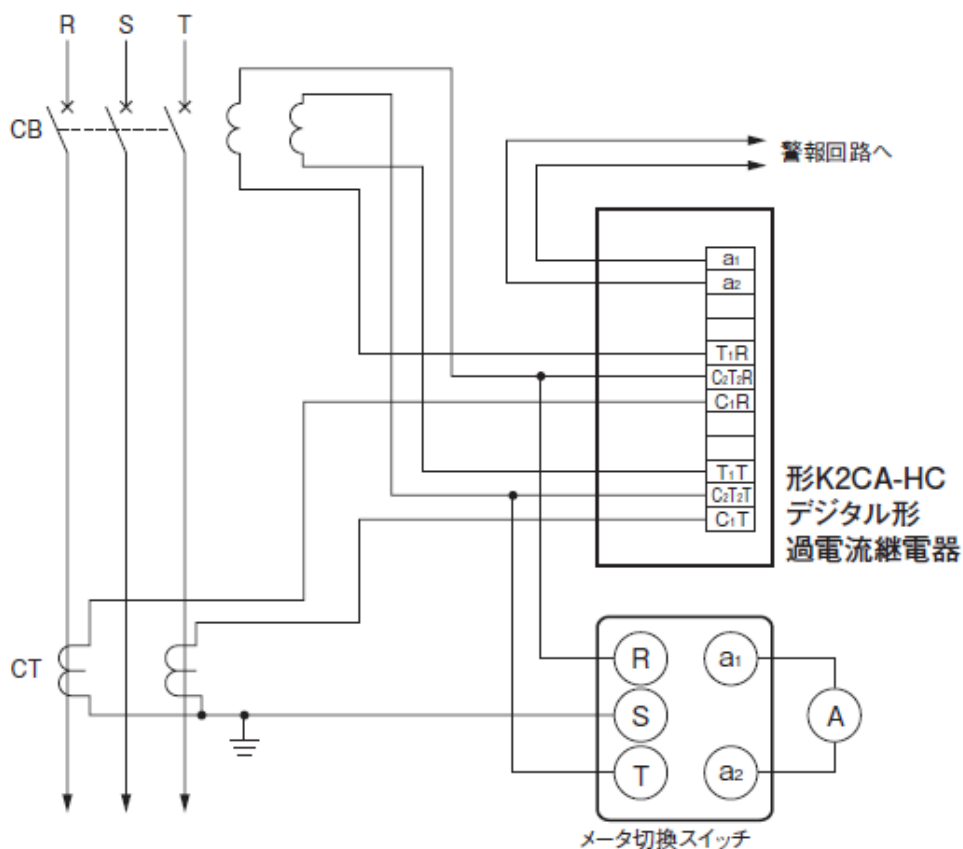 R S T
CB
警報回路へ
a1
a2
T1R
C2T2R
C1R
T1T
C2T2T
C1T
形K2CA-HC
デジタル形
過電流継電器
CT
R a1
S A
T a2
メータ切換スイッチ